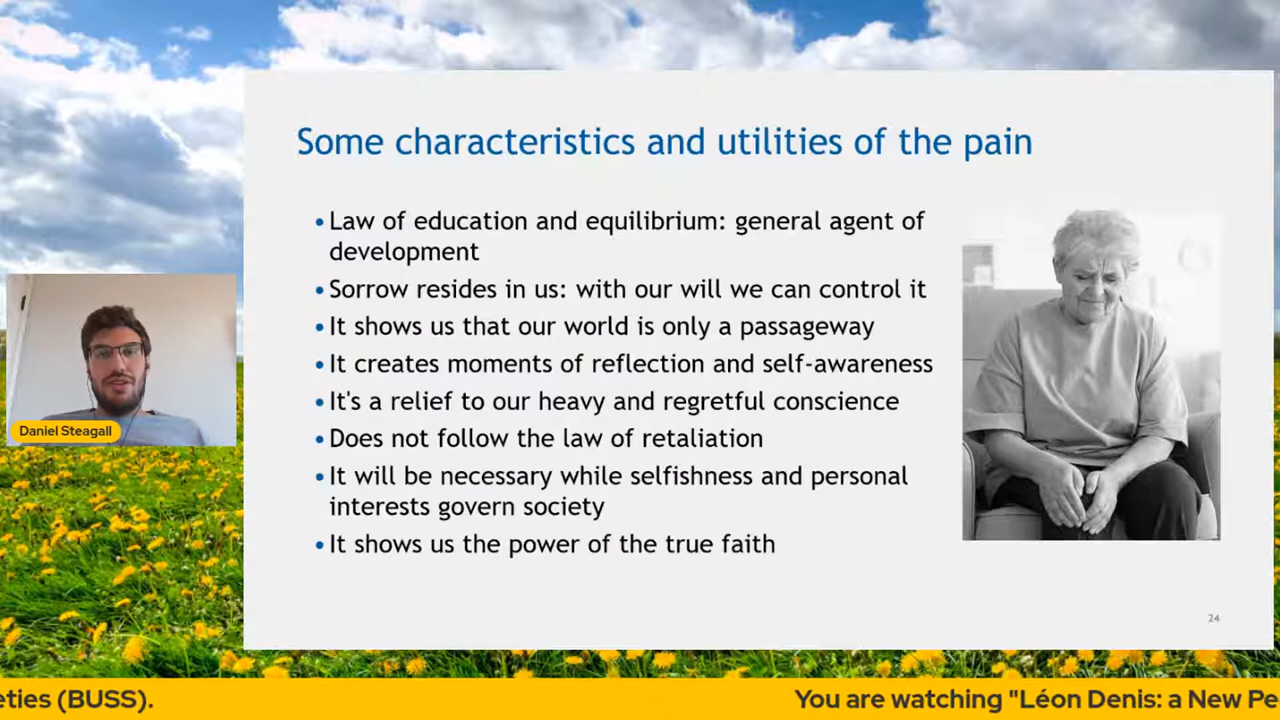 Some characteristics and utilities of the pain
•Law of education and equilibrium: general agent of
development
•Sorrow resides in us: with our will we can control it
•It shows us that our world is only a passageway
•It creates moments of reflection and self-awareness
•It's a relief to our heavy and regretful conscience
•Does not follow the law of retaliation
•It will be necessary while selfishness and personal
interests govern society
•It shows us the power of the true faith
24
Daniel Steagall
eties (BUSS).
You are watching "Léon Denis: a New Pe